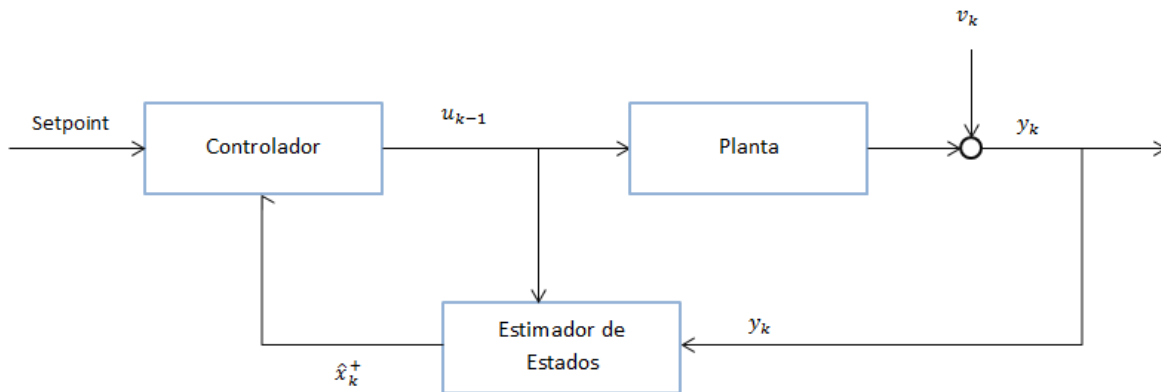 v_k
Setpoint
Controlador
u_{k−1}
Planta
y_k
Estimador de
Estados
y_k
x̂_k^+